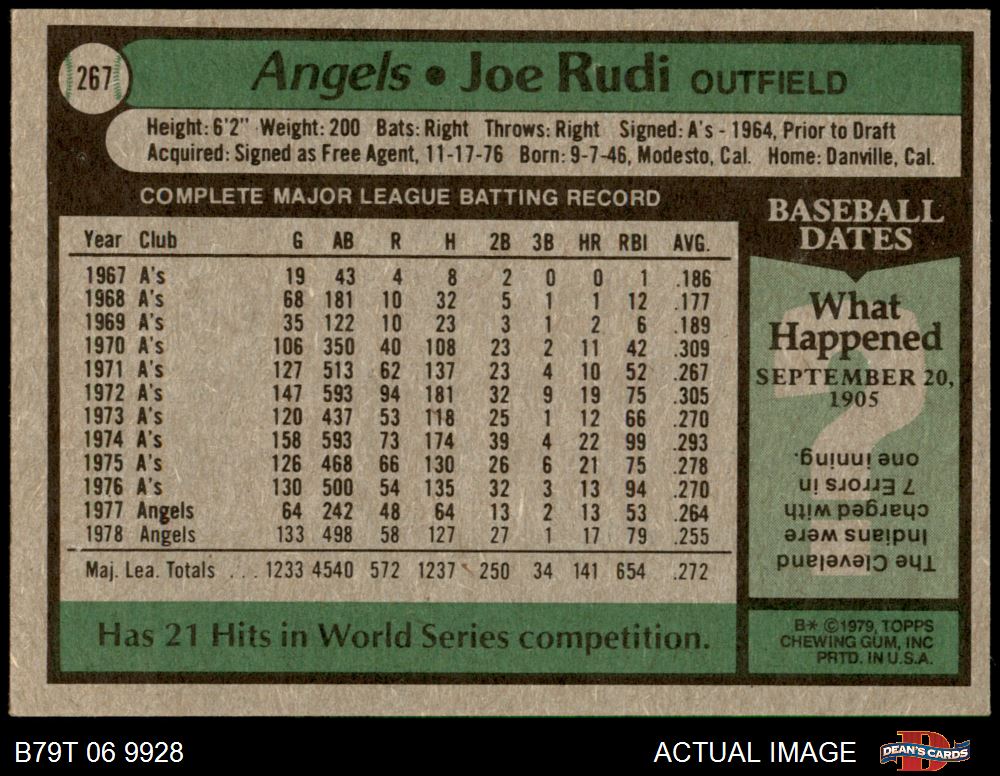 267
Angels • Joe Rudi OUTFIELD
Height: 6'2" Weight: 200 Bats: Right Throws: Right Signed: A's - 1964, Prior to Draft
Acquired: Signed as Free Agent, 11-17-76 Born: 9-7-46, Modesto, Cal. Home: Danville, Cal.
COMPLETE MAJOR LEAGUE BATTING RECORD
Year Club G AB R H 2B 3B HR RBI AVG.
1967 A's 19 43 4 8 2 0 0 1 .186
1968 A's 68 181 10 32 5 1 1 12 .177
1969 A's 35 122 10 23 3 1 2 6 .189
1970 A's 106 350 40 108 23 2 11 42 .309
1971 A's 127 513 62 137 23 4 10 52 .267
1972 A's 147 593 94 181 32 9 19 75 .305
1973 A's 120 437 53 118 25 1 12 66 .270
1974 A's 158 593 73 174 39 4 22 99 .293
1975 A's 126 468 66 130 26 6 21 75 .278
1976 A's 130 500 54 135 32 3 13 94 .270
1977 Angels 64 242 48 64 13 2 13 53 .264
1978 Angels 133 498 58 127 27 1 17 79 .255
Maj. Lea. Totals ... 1233 4540 572 1237 250 34 141 654 .272
Has 21 Hits in World Series competition.
BASEBALL
DATES
What
Happened
SEPTEMBER 20,
1905
The Cleveland
Indians were
charged with
7 Errors in
one inning.
B* ©1979, TOPPS
CHEWING GUM, INC
PRTD. IN U.S.A.
B79T 06 9928
ACTUAL IMAGE
DEAN'S CARDS